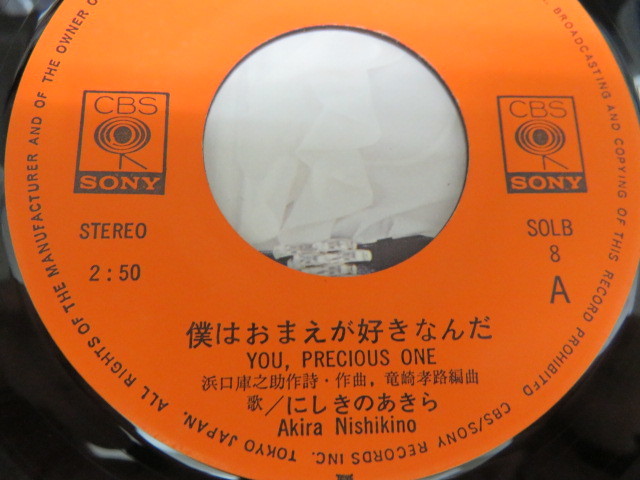 CBS
SONY
CBS
SONY
STEREO
2:50
SOLB
8
A
僕はおまえが好きなんだ
YOU, PRECIOUS ONE
浜口庫之助作詩・作曲, 竜崎孝路編曲
歌／にしきのあきら
Akira Nishikino
ALL RIGHTS OF THE MANUFACTURER AND OF THE OWNER OF
BROADCASTING AND COPYING OF THIS RECORD PROHIBITED
CBS/SONY RECORDS INC. TOKYO JAPAN.